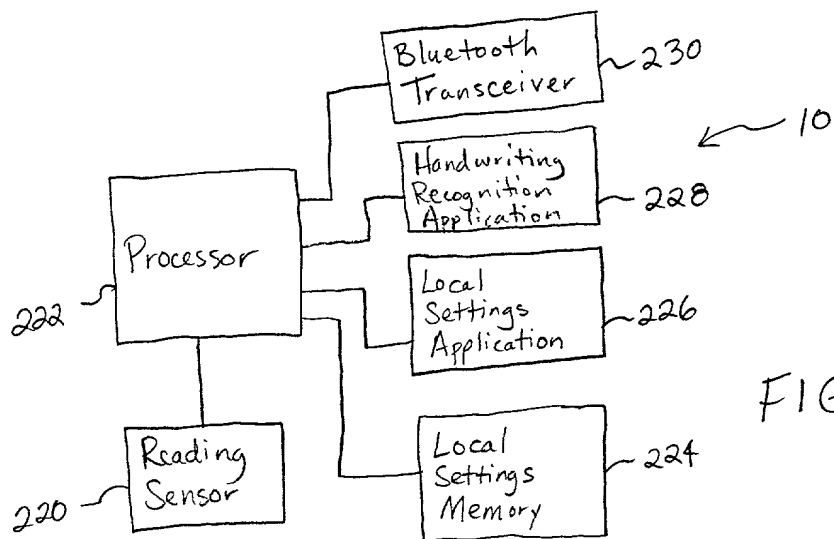 Bluetooth
Transceiver
230
10
Handwriting
Recognition
Application
228
Processor
222
Local
Settings
Application
226
FIG
Reading
Sensor
220
Local
Settings
Memory
224